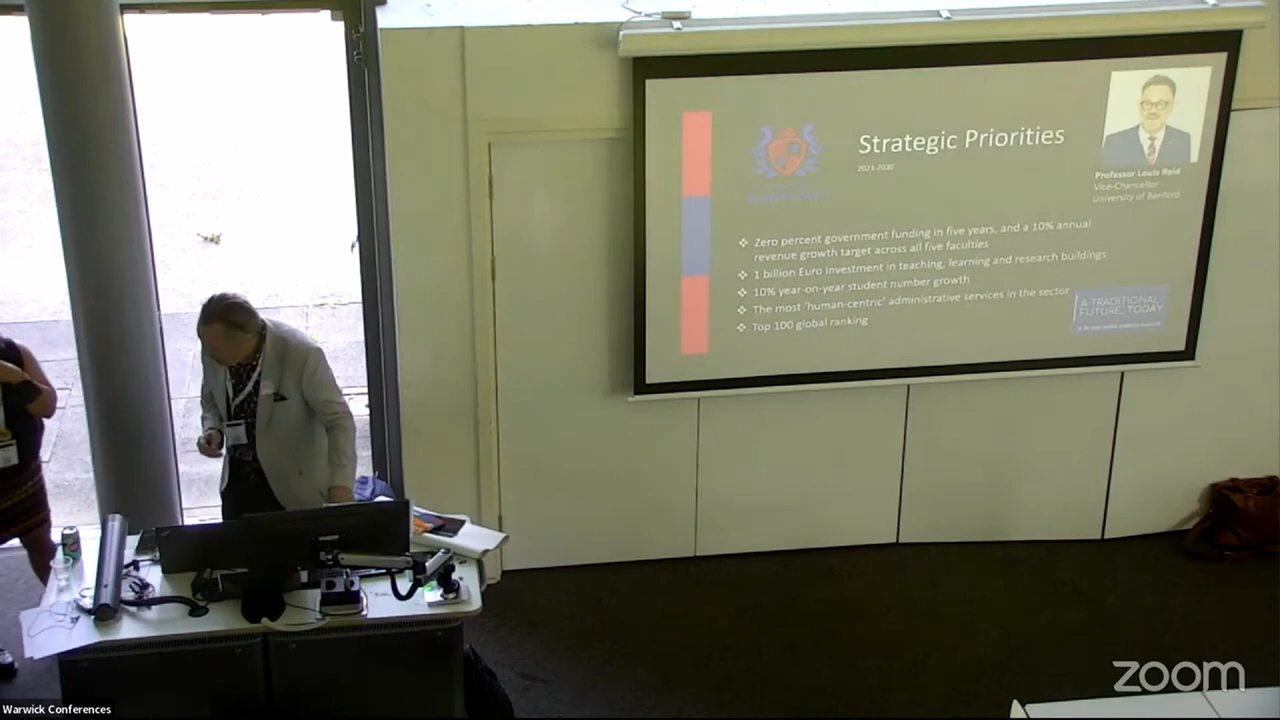 Strategic Priorities
2021-2030
Professor Louis Reid
Vice-Chancellor
University of Banford
❖ Zero percent government funding in five years, and a 10% annual
revenue growth target across all five faculties
❖ 1 billion Euro investment in teaching, learning and research buildings
❖ 10% year-on-year student number growth
❖ The most 'human-centric' administrative services in the sector
❖ Top 100 global ranking
A TRADITIONAL
FUTURE, TODAY
zoom
Warwick Conferences